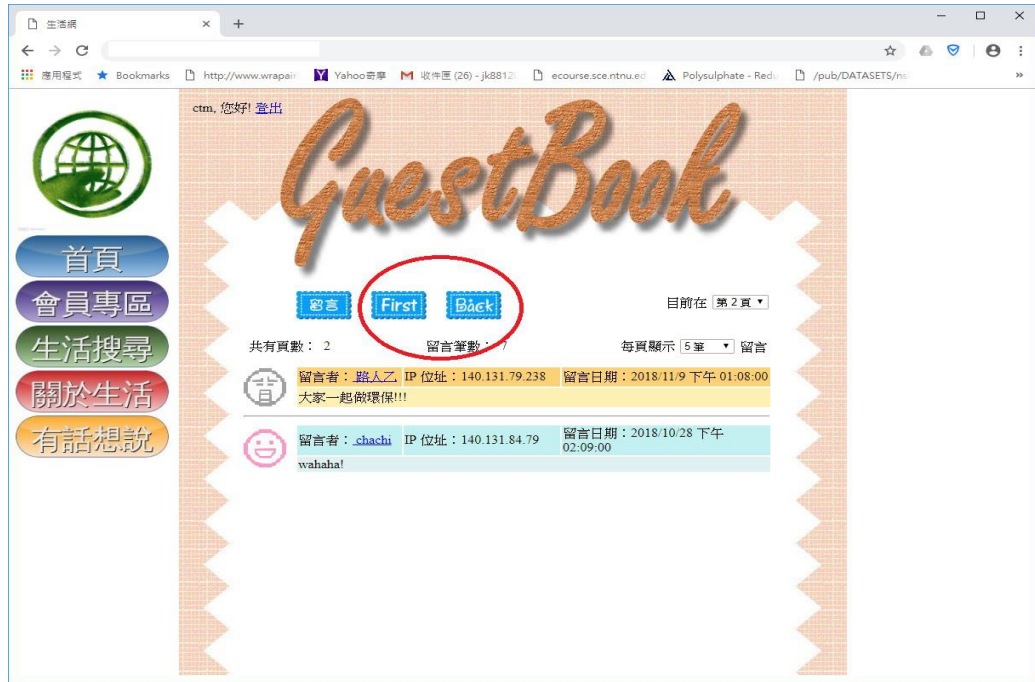 生活網
應用程式 Bookmarks http://www.wrapair Yahoo奇摩 收件匣 (26) - jk8812 ecourse.sce.ntnu.ed Polysulphate - Redu /pub/DATASETS/ns
ctm, 您好! 登出
GuestBook
首頁
會員專區
生活搜尋
關於生活
有話想說
留言 First Back 目前在 第 2 頁
共有頁數： 2 留言筆數： 7 每頁顯示 5 筆 留言
留言者： 路人乙 IP 位址：140.131.79.238 留言日期：2018/11/9 下午 01:08:00
大家一起做環保!!!
留言者： chachi IP 位址：140.131.84.79 留言日期：2018/10/28 下午
02:09:00
wahaha!